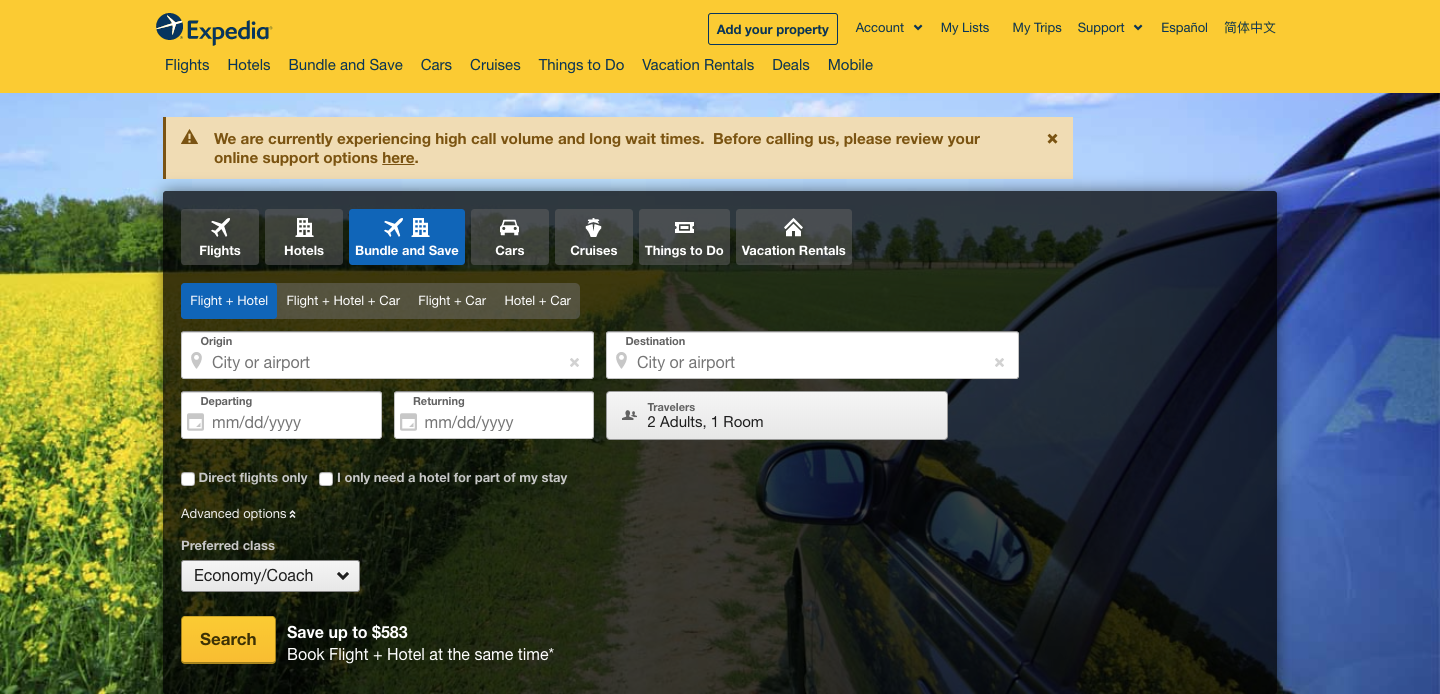 Expedia
Add your property
Account
My Lists
My Trips
Support
Español
简体中文
Flights
Hotels
Bundle and Save
Cars
Cruises
Things to Do
Vacation Rentals
Deals
Mobile
We are currently experiencing high call volume and long wait times. Before calling us, please review your
online support options here.
Flights
Hotels
Bundle and Save
Cars
Cruises
Things to Do
Vacation Rentals
Flight + Hotel
Flight + Hotel + Car
Flight + Car
Hotel + Car
Origin
City or airport
Destination
City or airport
Departing
mm/dd/yyyy
Returning
mm/dd/yyyy
Travelers
2 Adults, 1 Room
Direct flights only
I only need a hotel for part of my stay
Advanced options
Preferred class
Economy/Coach
Search
Save up to $583
Book Flight + Hotel at the same time*